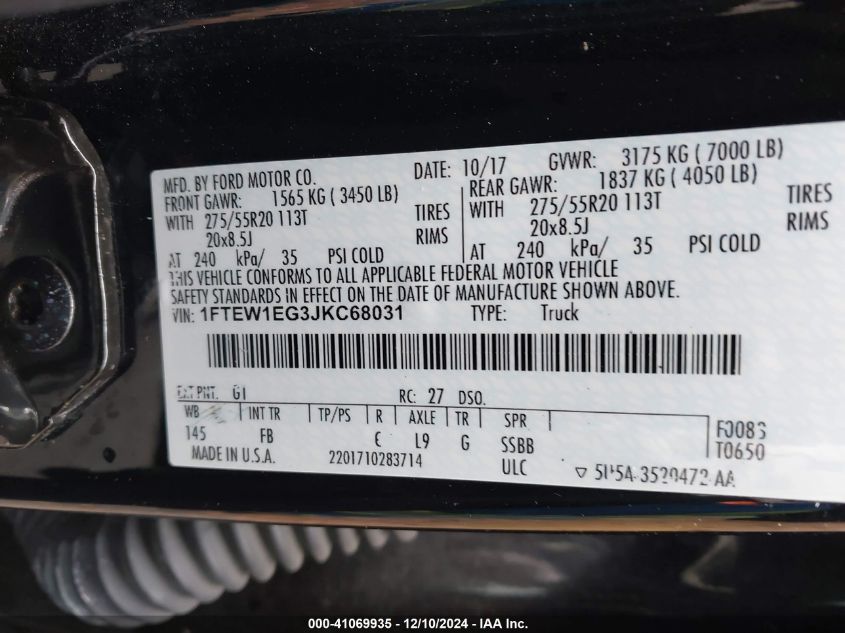 MFD. BY FORD MOTOR CO. DATE: 10/17 GVWR: 3175 KG ( 7000 LB)
FRONT GAWR: 1565 KG ( 3450 LB) REAR GAWR: 1837 KG ( 4050 LB)
WITH 275/55R20 113T TIRES WITH 275/55R20 113T TIRES
20x8.5J RIMS 20x8.5J RIMS
AT 240 kPa/ 35 PSI COLD AT 240 kPa/ 35 PSI COLD
THIS VEHICLE CONFORMS TO ALL APPLICABLE FEDERAL MOTOR VEHICLE
SAFETY STANDARDS IN EFFECT ON THE DATE OF MANUFACTURE SHOWN ABOVE.
VIN: 1FTEW1EG3JKC68031 TYPE: Truck
EXT PNT. G1 RC: 27 DSO.
WB INT TR TP/PS R AXLE TR SPR
145 FB L9 G SSBB
T0650
MADE IN U.S.A. 2201710283714 ULC
000-41069935 - 12/10/2024 - IAA Inc.